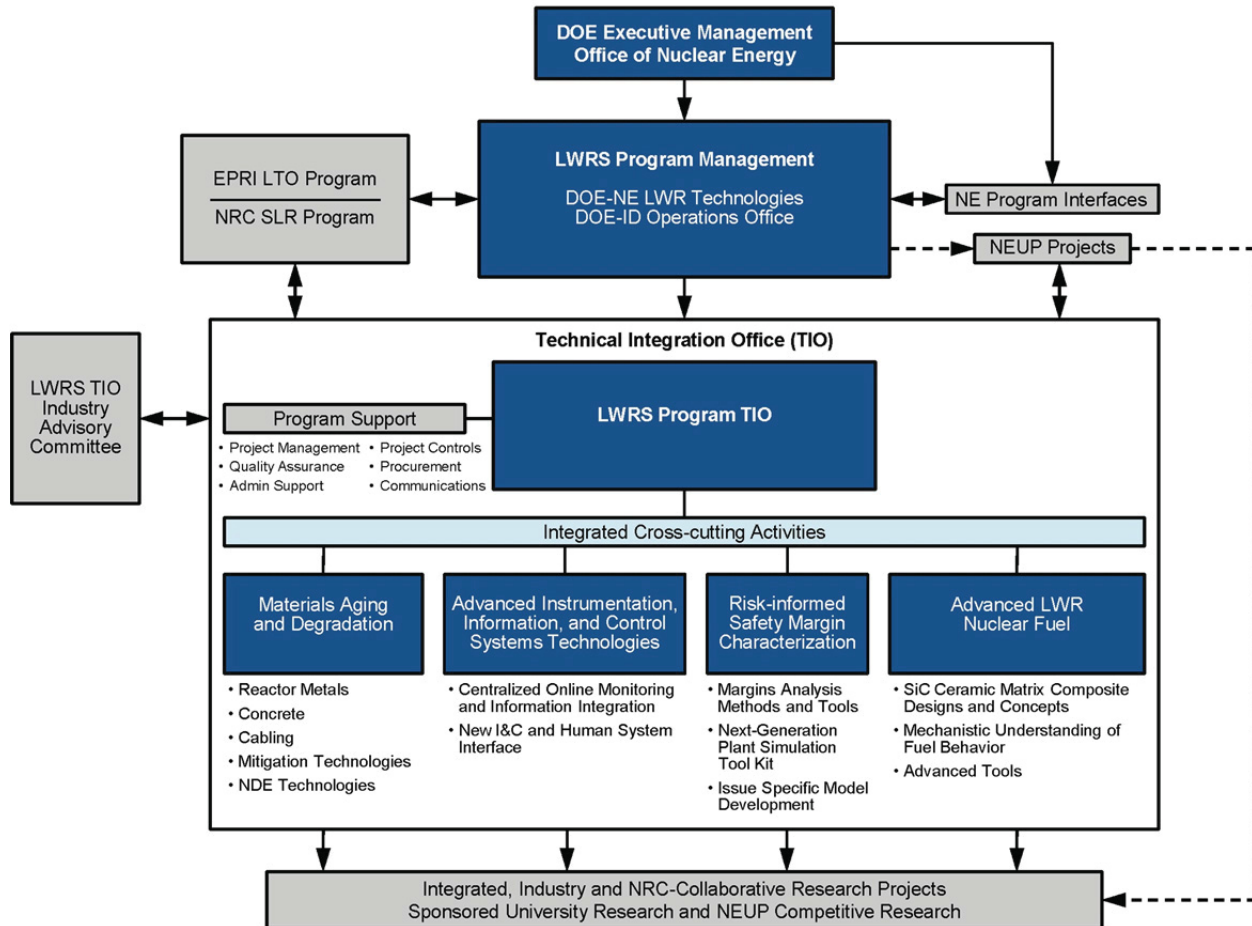 DOE Executive Management
Office of Nuclear Energy
LWRS Program Management
DOE-NE LWR Technologies
DOE-ID Operations Office
EPRI LTO Program
NRC SLR Program
NE Program Interfaces
NEUP Projects
Technical Integration Office (TIO)
LWRS TIO
Industry
Advisory
Committee
LWRS Program TIO
Program Support
• Project Management
• Quality Assurance
• Admin Support
• Project Controls
• Procurement
• Communications
Integrated Cross-cutting Activities
Materials Aging
and Degradation
• Reactor Metals
• Concrete
• Cabling
• Mitigation Technologies
• NDE Technologies
Advanced Instrumentation,
Information, and Control
Systems Technologies
• Centralized Online Monitoring
and Information Integration
• New I&C and Human System
Interface
Risk-informed
Safety Margin
Characterization
• Margins Analysis
Methods and Tools
• Next-Generation
Plant Simulation
Tool Kit
• Issue Specific Model
Development
Advanced LWR
Nuclear Fuel
• SiC Ceramic Matrix Composite
Designs and Concepts
• Mechanistic Understanding of
Fuel Behavior
• Advanced Tools
Integrated, Industry and NRC-Collaborative Research Projects
Sponsored University Research and NEUP Competitive Research